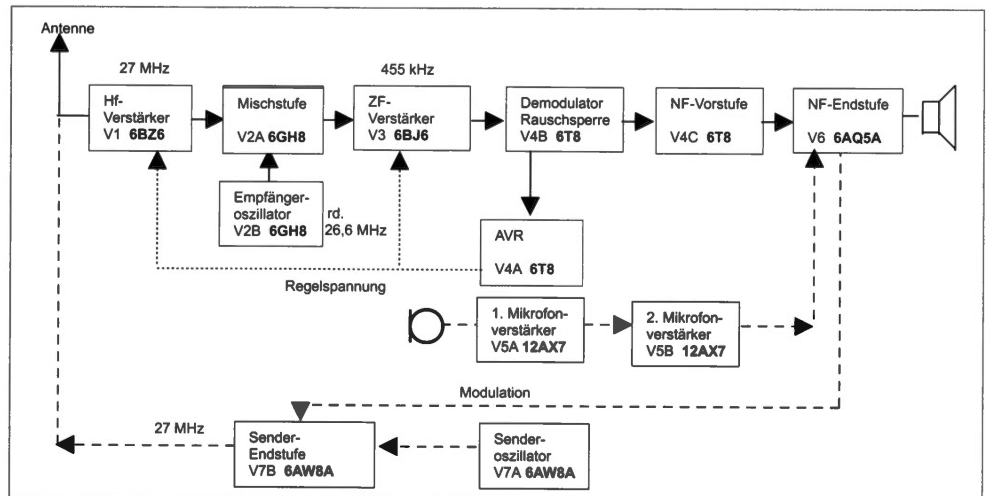 Antenne
27 MHz
455 kHz
Hf-
Verstärker
V1 6BZ6
Mischstufe
V2A 6GH8
ZF-
Verstärker
V3 6BJ6
Demodulator
Rauschsperre
V4B 6T8
NF-Vorstufe
V4C 6T8
NF-Endstufe
V6 6AQ5A
Empfänger-
oszillator
V2B 6GH8
rd.
26,6 MHz
AVR
V4A 6T8
Regelspannung
1. Mikrofon-
verstärker
V5A 12AX7
2. Mikrofon-
verstärker
V5B 12AX7
Modulation
27 MHz
Sender-
Endstufe
V7B 6AW8A
Sender-
oszillator
V7A 6AW8A